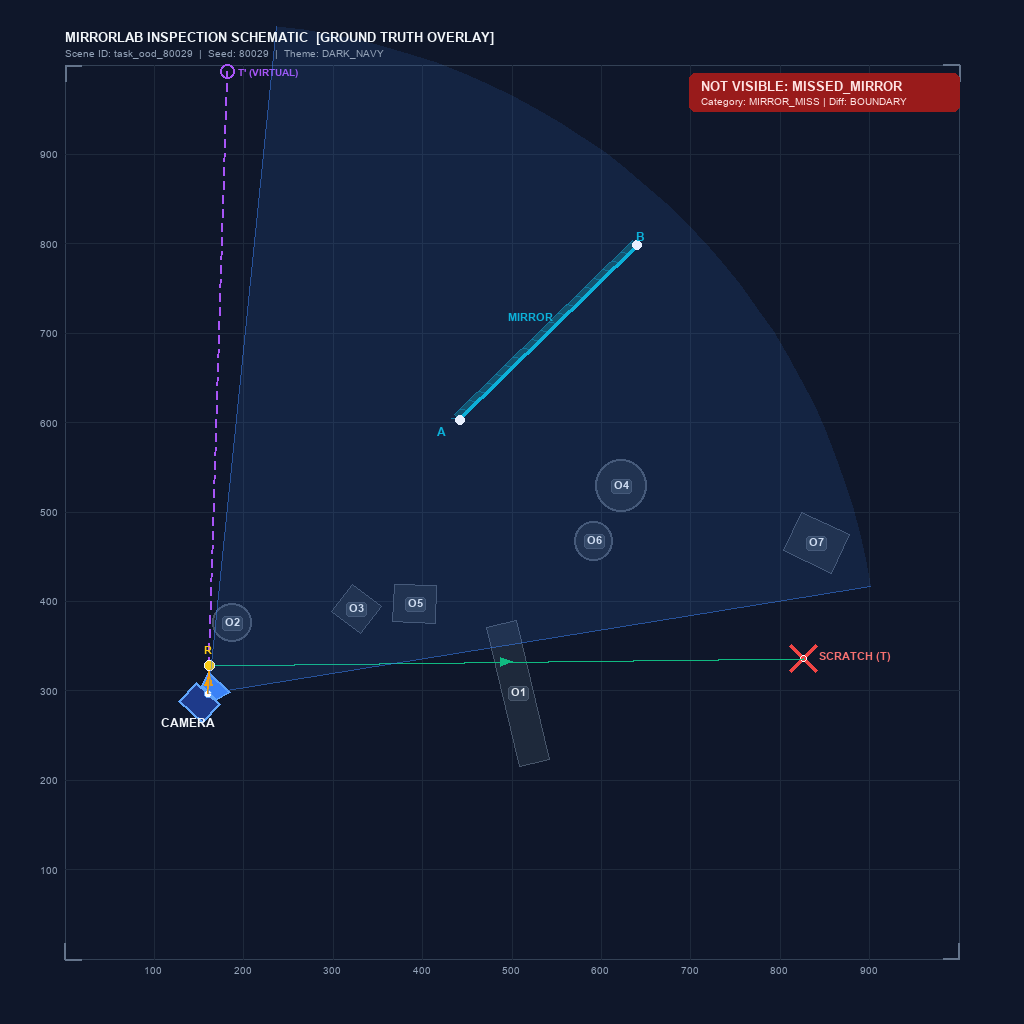 MIRRORLAB INSPECTION SCHEMATIC [GROUND TRUTH OVERLAY]
Scene ID: task_ood_80029 | Seed: 80029 | Theme: DARK_NAVY
T' (VIRTUAL)
NOT VISIBLE: MISSED_MIRROR
Category: MIRROR_MISS | Diff: BOUNDARY
900
800
700
600
500
400
300
200
100
B
MIRROR
A
O4
O6
O7
O3
O5
O2
R
SCRATCH (T)
O1
CAMERA
100
200
300
400
500
600
700
800
900